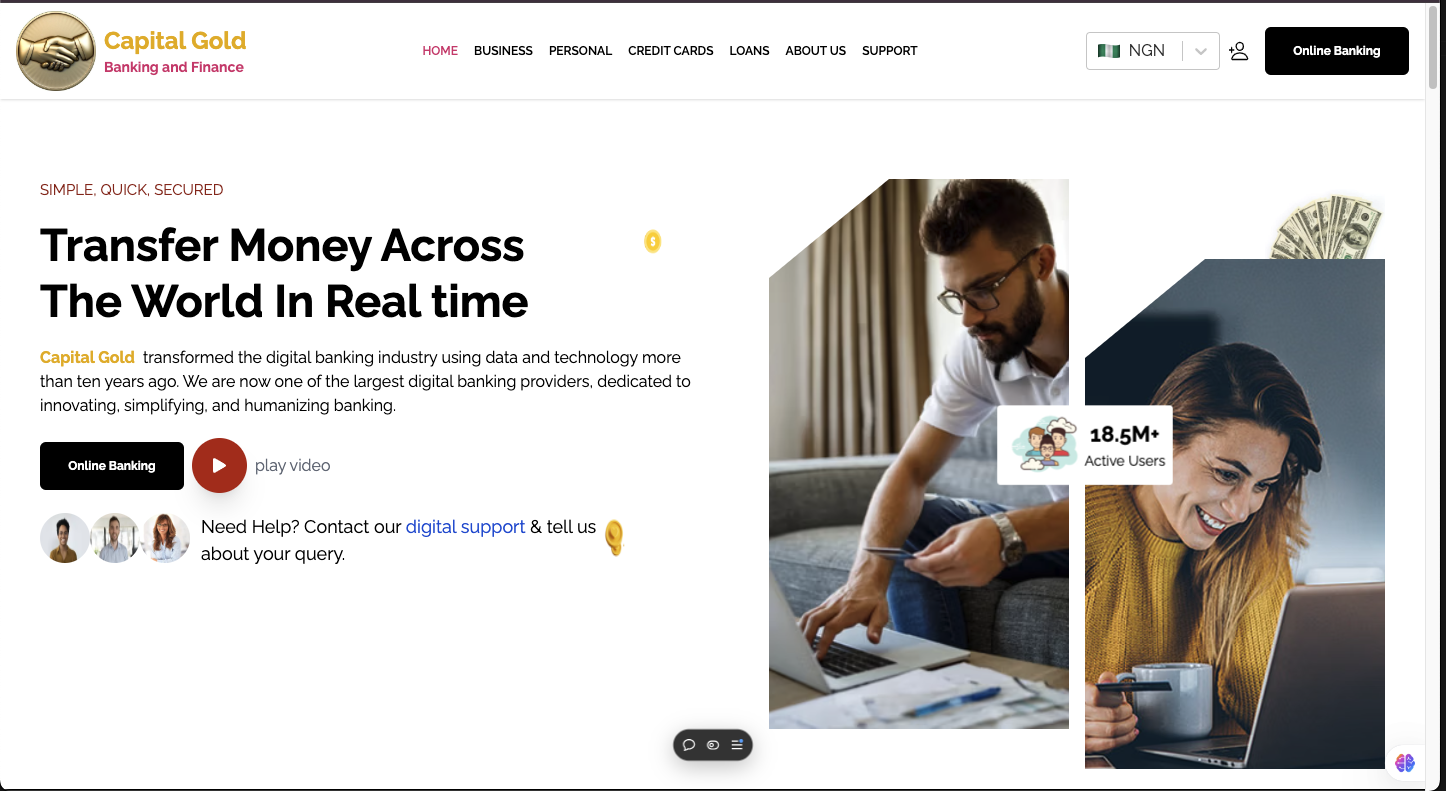 Capital Gold
Banking and Finance
HOME BUSINESS PERSONAL CREDIT CARDS LOANS ABOUT US SUPPORT
NGN
Online Banking
SIMPLE, QUICK, SECURED
Transfer Money Across
The World In Real time
Capital Gold transformed the digital banking industry using data and technology more
than ten years ago. We are now one of the largest digital banking providers, dedicated to
innovating, simplifying, and humanizing banking.
Online Banking
play video
Need Help? Contact our digital support & tell us
about your query.
18.5M+
Active Users